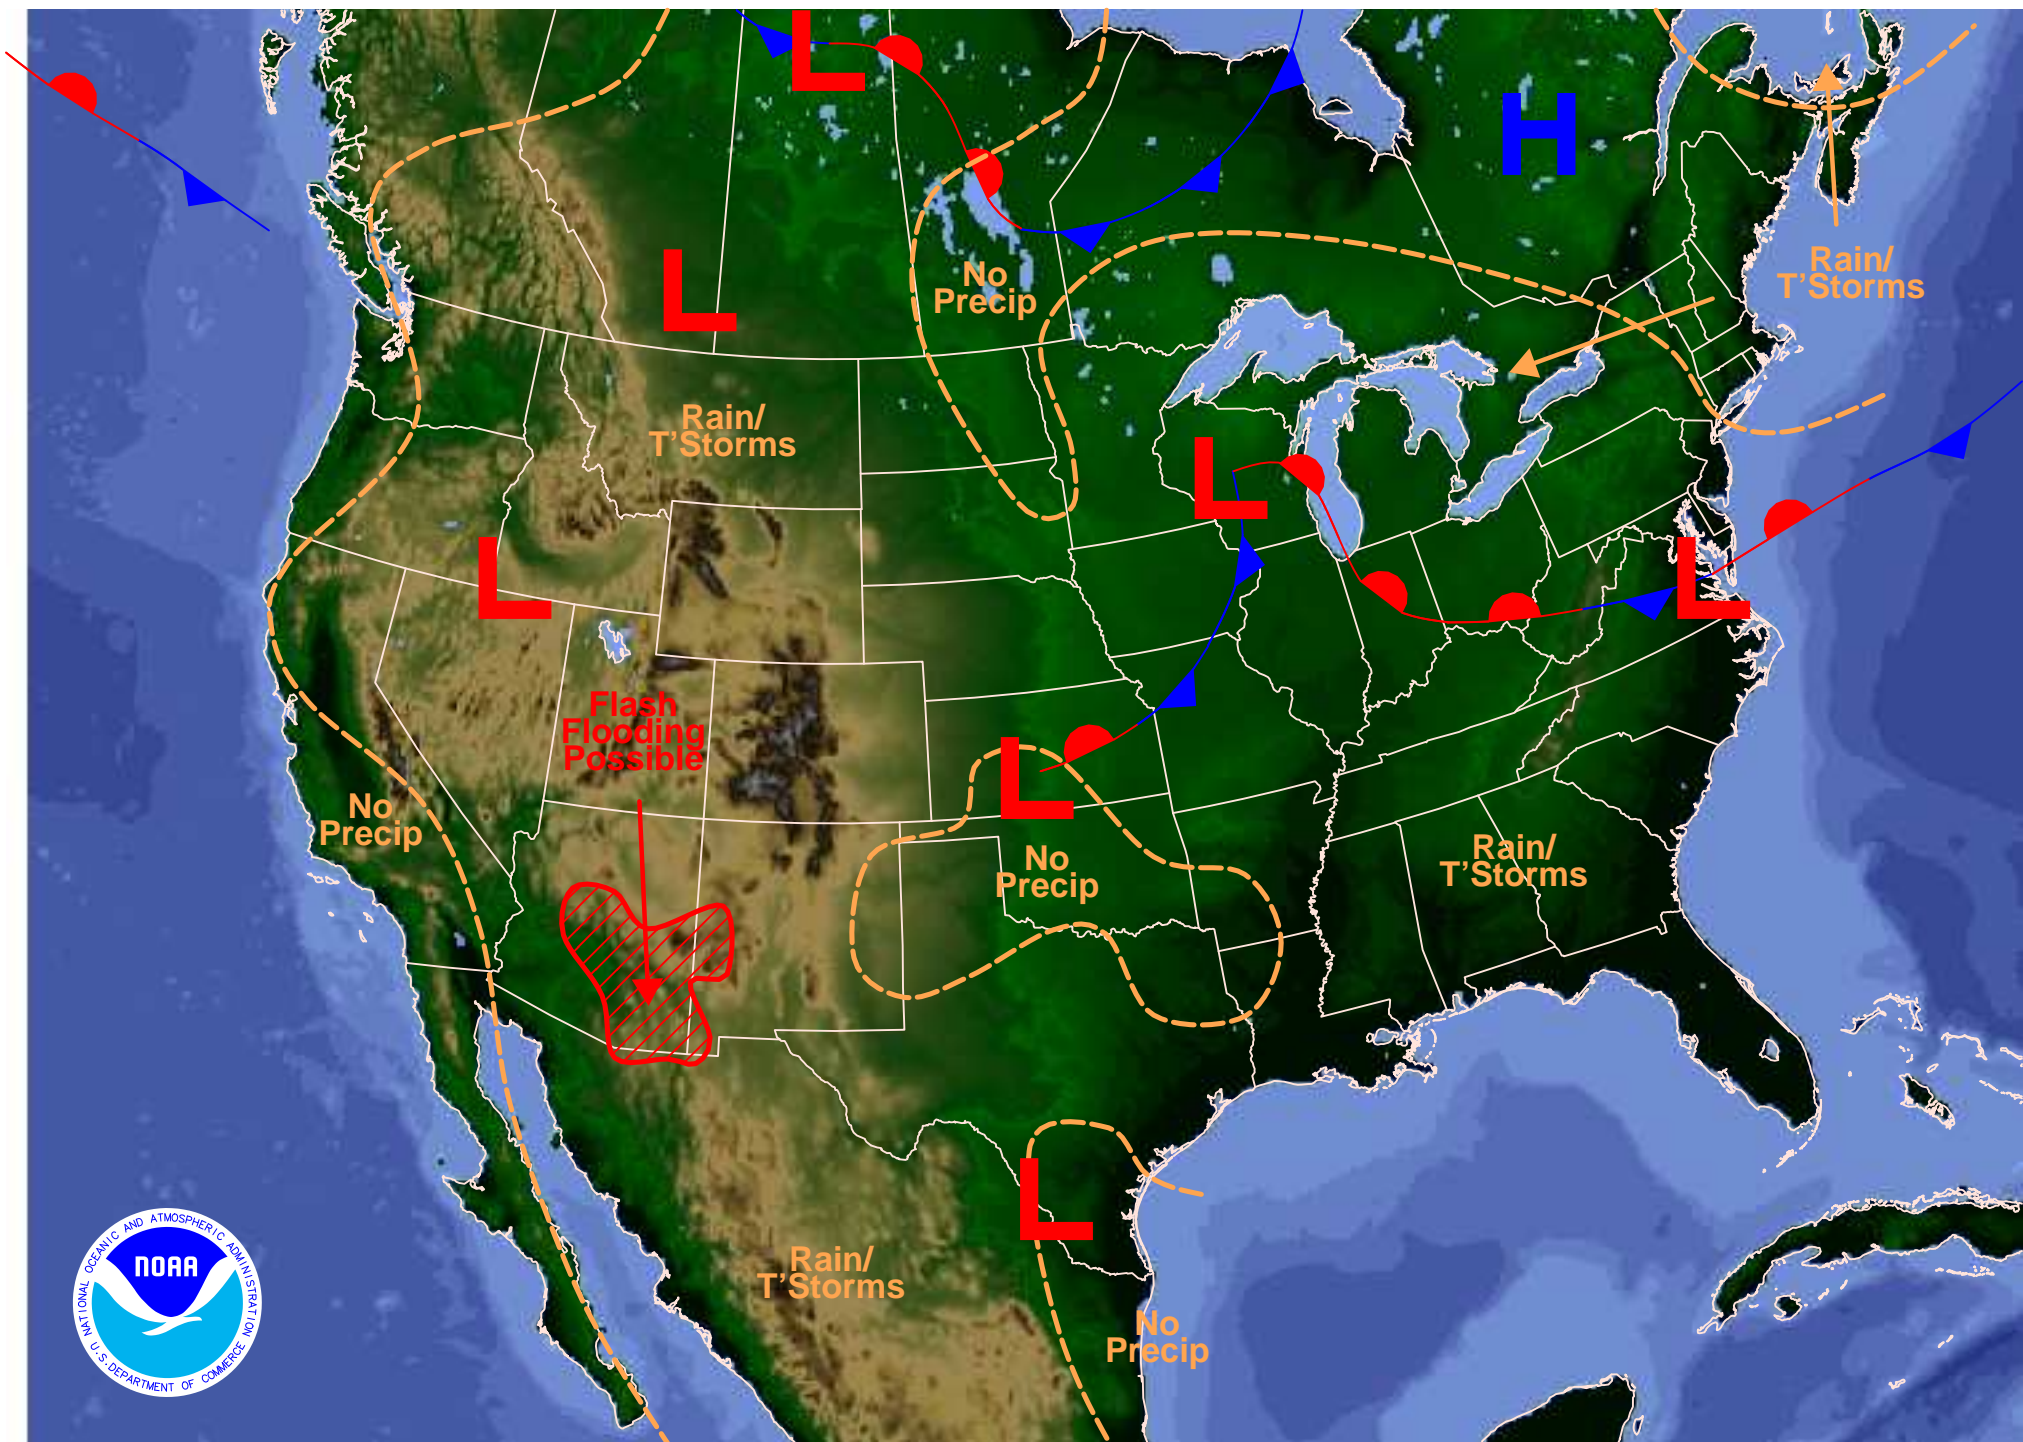 L
H
L
No
Precip
Rain/
T'Storms
Rain/
T'Storms
L
L
L
L
Flash
Flooding
Possible
No
Precip
L
No
Precip
Rain/
T'Storms
L
Rain/
T'Storms
No
Precip
NATIONAL OCEANIC AND ATMOSPHERIC ADMINISTRATION
NOAA
U.S. DEPARTMENT OF COMMERCE